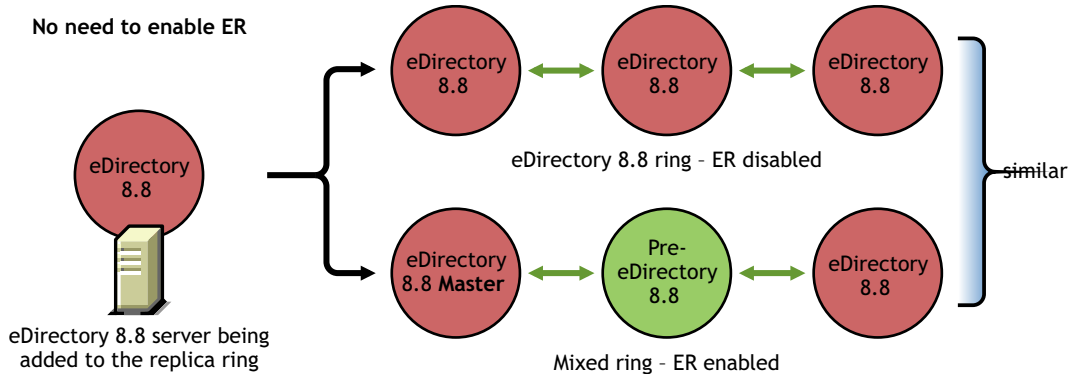 No need to enable ER
eDirectory
8.8
eDirectory 8.8 server being
added to the replica ring
eDirectory
8.8
eDirectory
8.8
eDirectory
8.8
eDirectory 8.8 ring - ER disabled
similar
eDirectory
8.8 Master
Pre-
eDirectory
8.8
eDirectory
8.8
Mixed ring - ER enabled